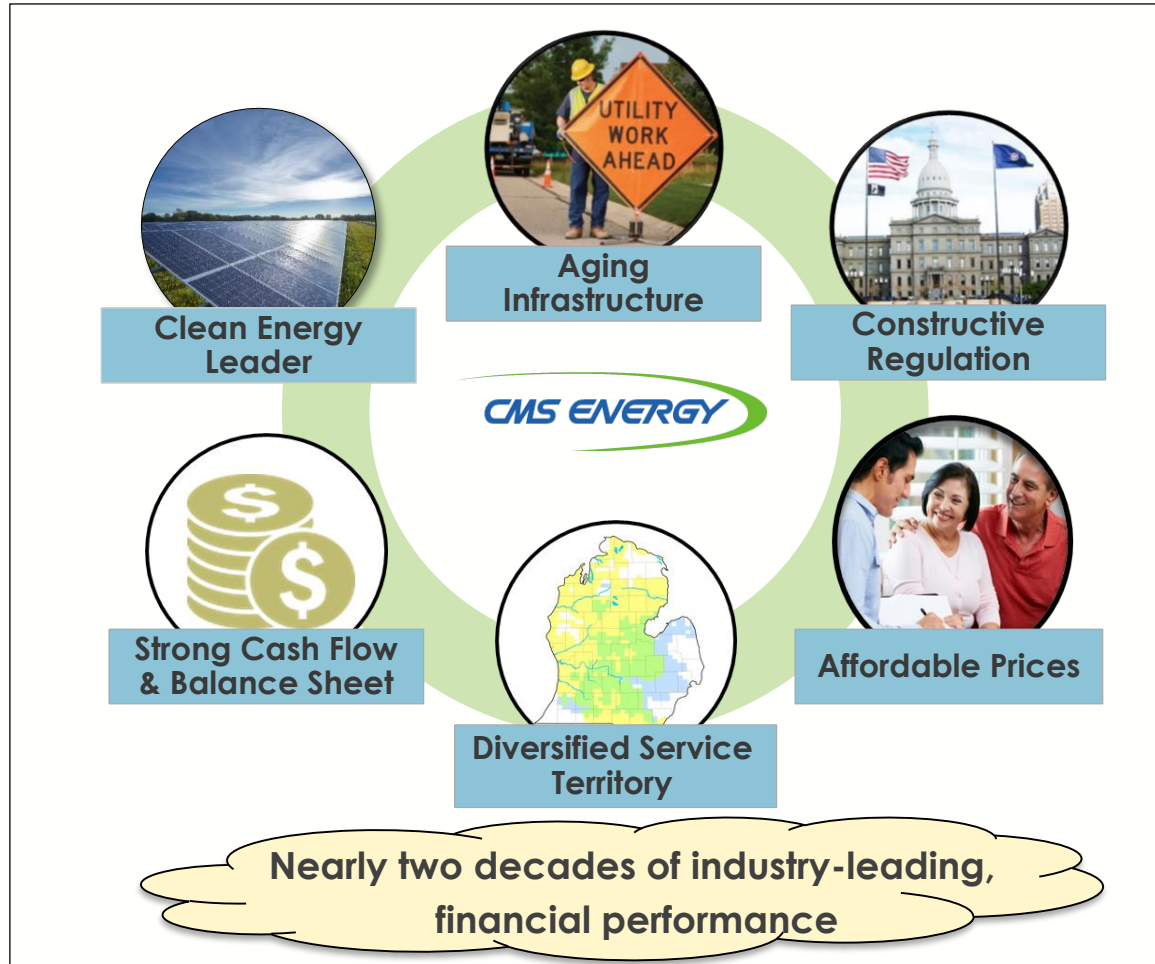 UTILITY
WORK
AHEAD
Aging
Infrastructure
Clean Energy
Leader
Constructive
Regulation
CMS ENERGY
Strong Cash Flow
& Balance Sheet
Affordable Prices
Diversified Service
Territory
Nearly two decades of industry-leading,
financial performance